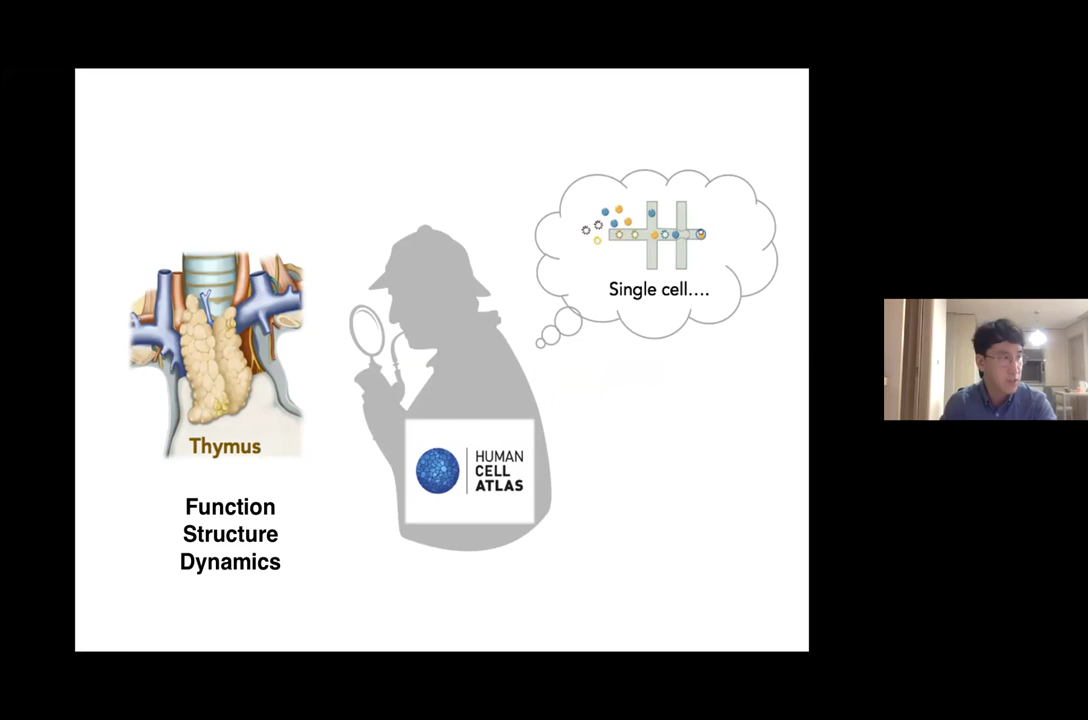 Single cell....
Thymus
HUMAN
CELL
ATLAS
Function
Structure
Dynamics